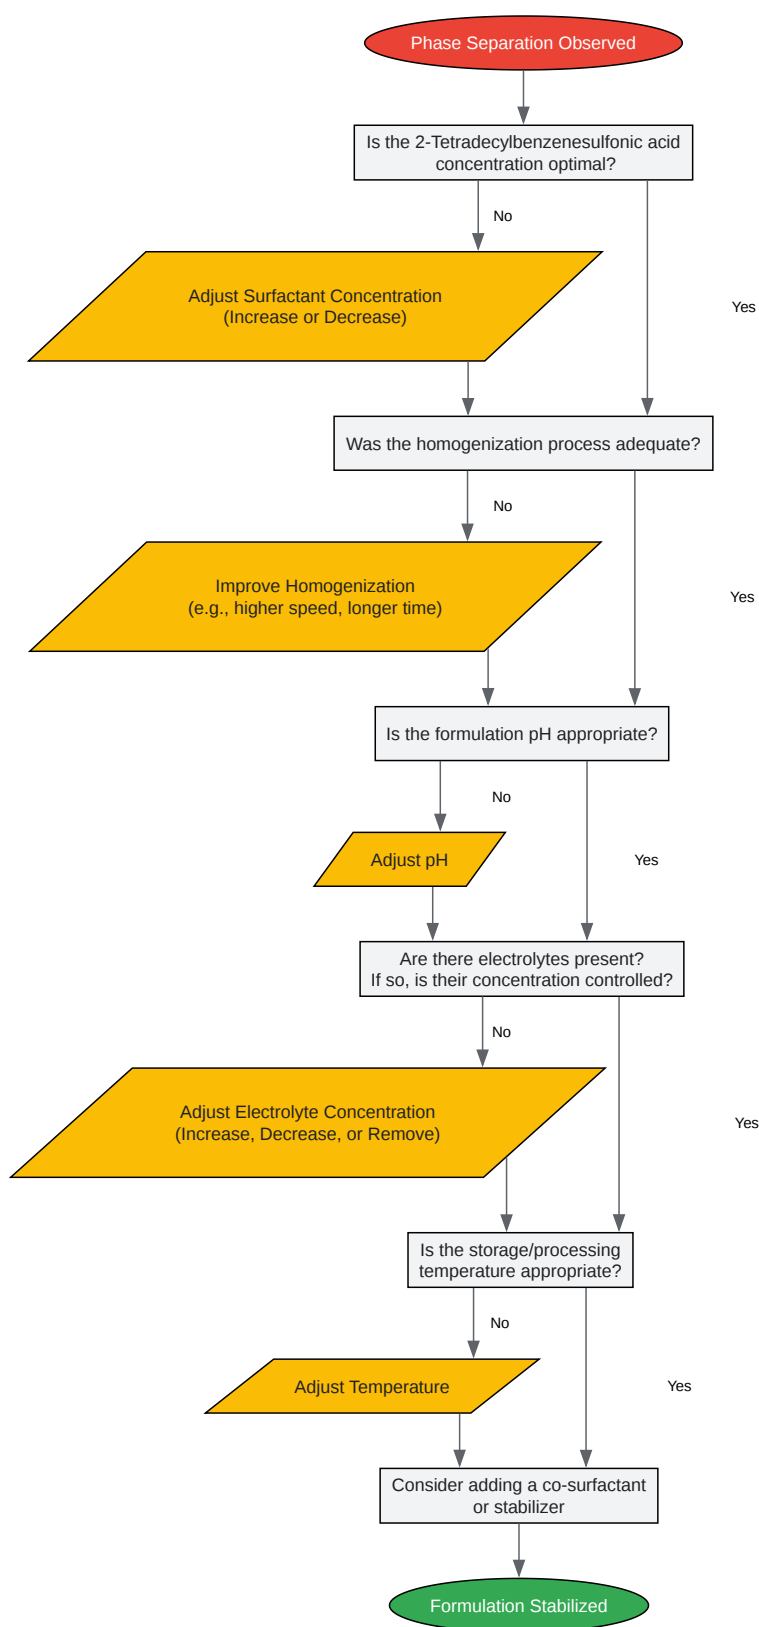 Phase Separation Observed
Is the 2-Tetradecylbenzenesulfonic acid
concentration optimal?
No
Adjust Surfactant Concentration
(Increase or Decrease)
Yes
Was the homogenization process adequate?
No
Improve Homogenization
(e.g., higher speed, longer time)
Yes
Is the formulation pH appropriate?
No
Adjust pH
Yes
Are there electrolytes present?
If so, is their concentration controlled?
No
Adjust Electrolyte Concentration
(Increase, Decrease, or Remove)
Yes
Is the storage/processing
temperature appropriate?
No
Adjust Temperature
Yes
Consider adding a co-surfactant
or stabilizer
Formulation Stabilized